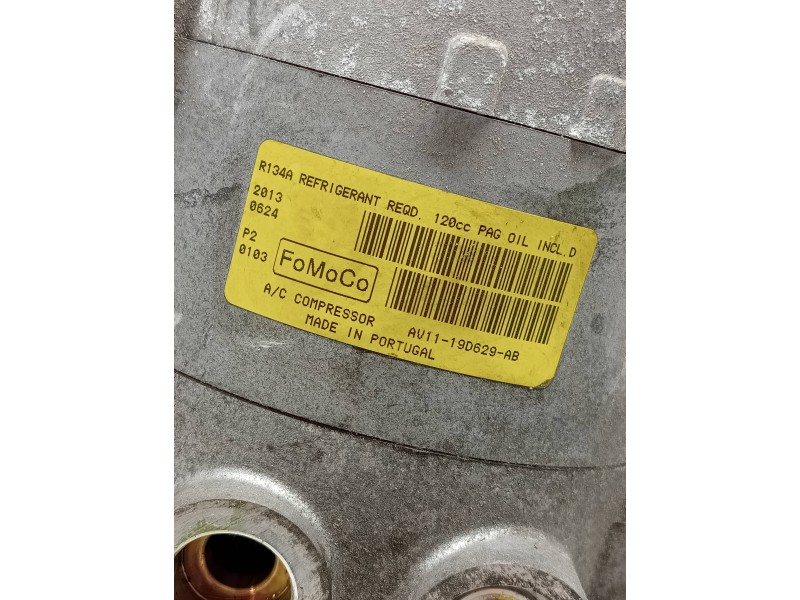 R134A REFRIGERANT REQD. 120cc PAG OIL INCL.D
2013
0624
P2
0103
FoMoCo
A/C COMPRESSOR AV11-19D629-AB
MADE IN PORTUGAL